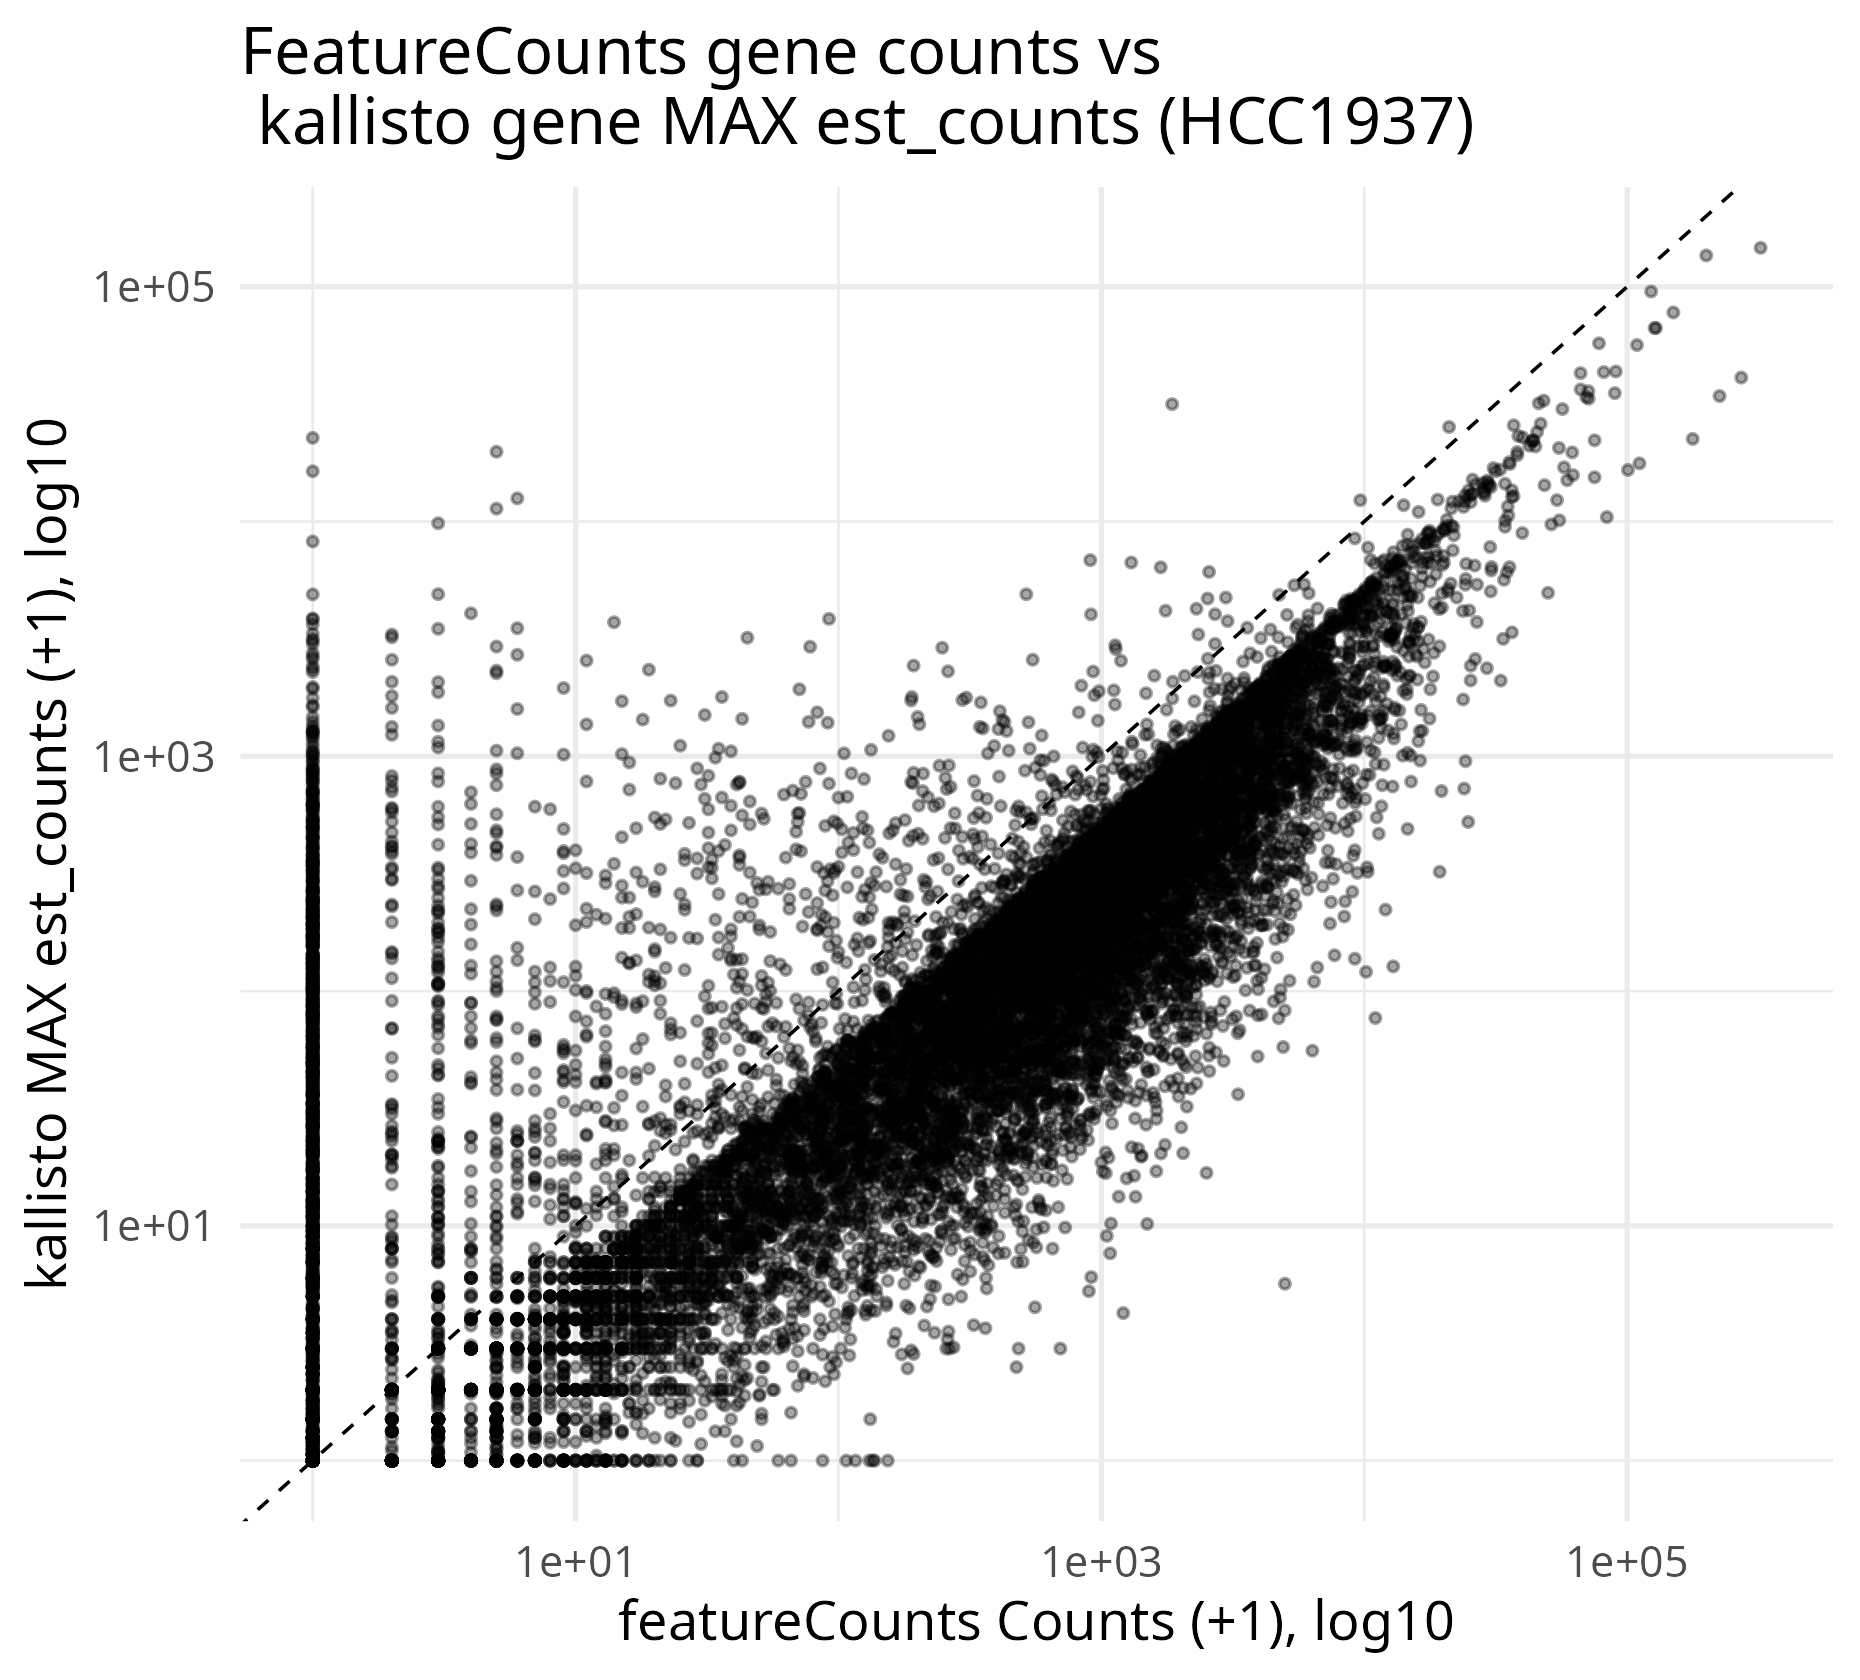 FeatureCounts gene counts vs
kallisto gene MAX est_counts (HCC1937)
kallisto MAX est_counts (+1), log10
1e+05
1e+03
1e+01
1e+01
1e+03
1e+05
featureCounts Counts (+1), log10